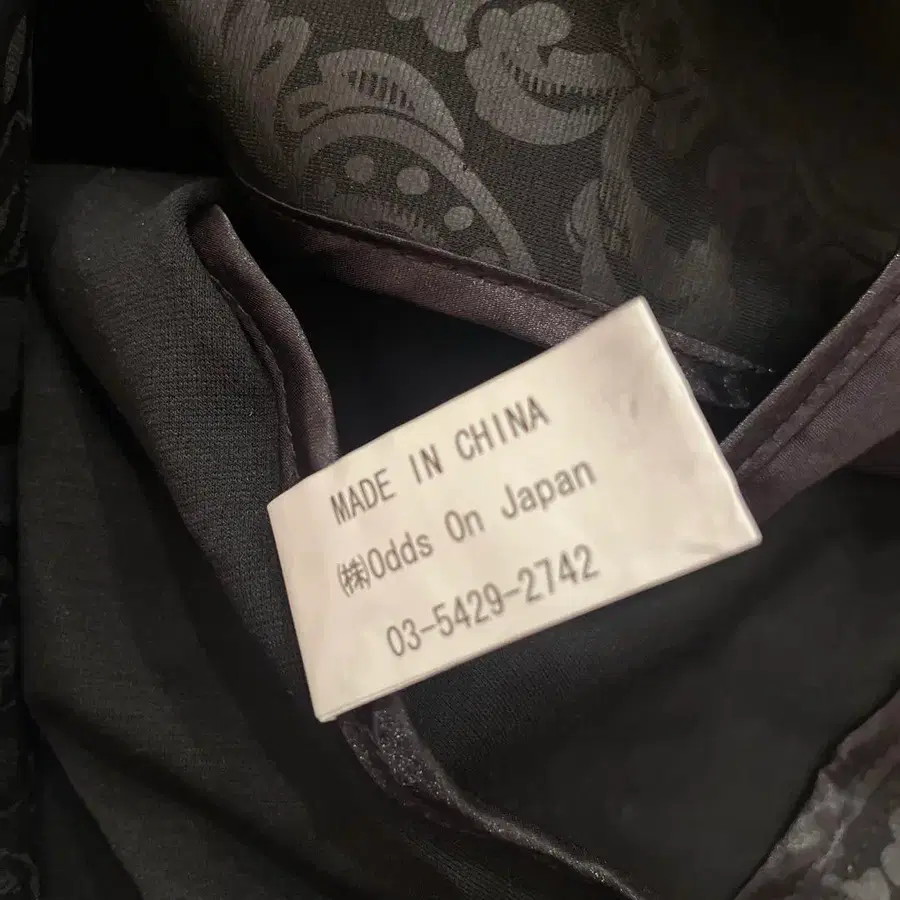 MADE IN CHINA
㈱Odds On Japan
03-5429-2742